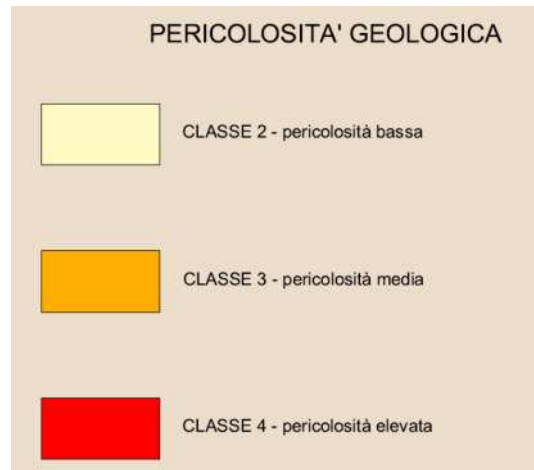 PERICOLOSITA' GEOLOGICA
CLASSE 2 - pericolosità bassa
CLASSE 3 - pericolosità media
CLASSE 4 - pericolosità elevata